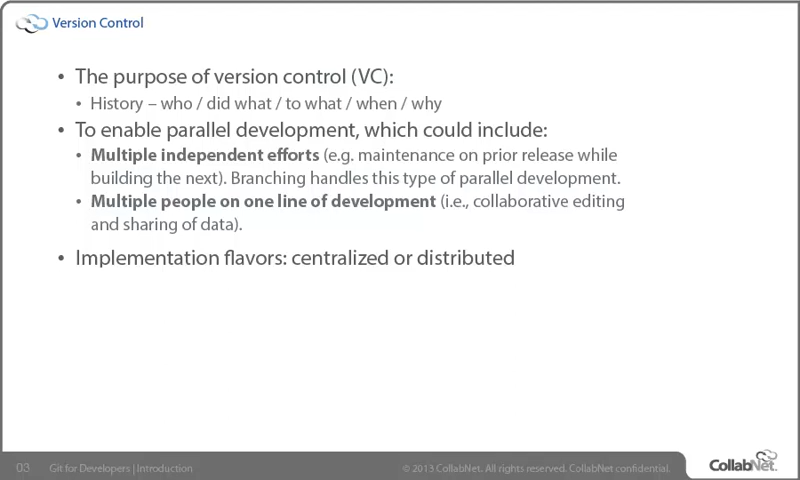 Version Control
• The purpose of version control (VC):
• History – who / did what / to what / when / why
• To enable parallel development, which could include:
• Multiple independent efforts (e.g. maintenance on prior release while
building the next). Branching handles this type of parallel development.
• Multiple people on one line of development (i.e., collaborative editing
and sharing of data).
• Implementation flavors: centralized or distributed
03 Git for Developers | Introduction © 2013 CollabNet. All rights reserved. CollabNet confidential. CollabNet.